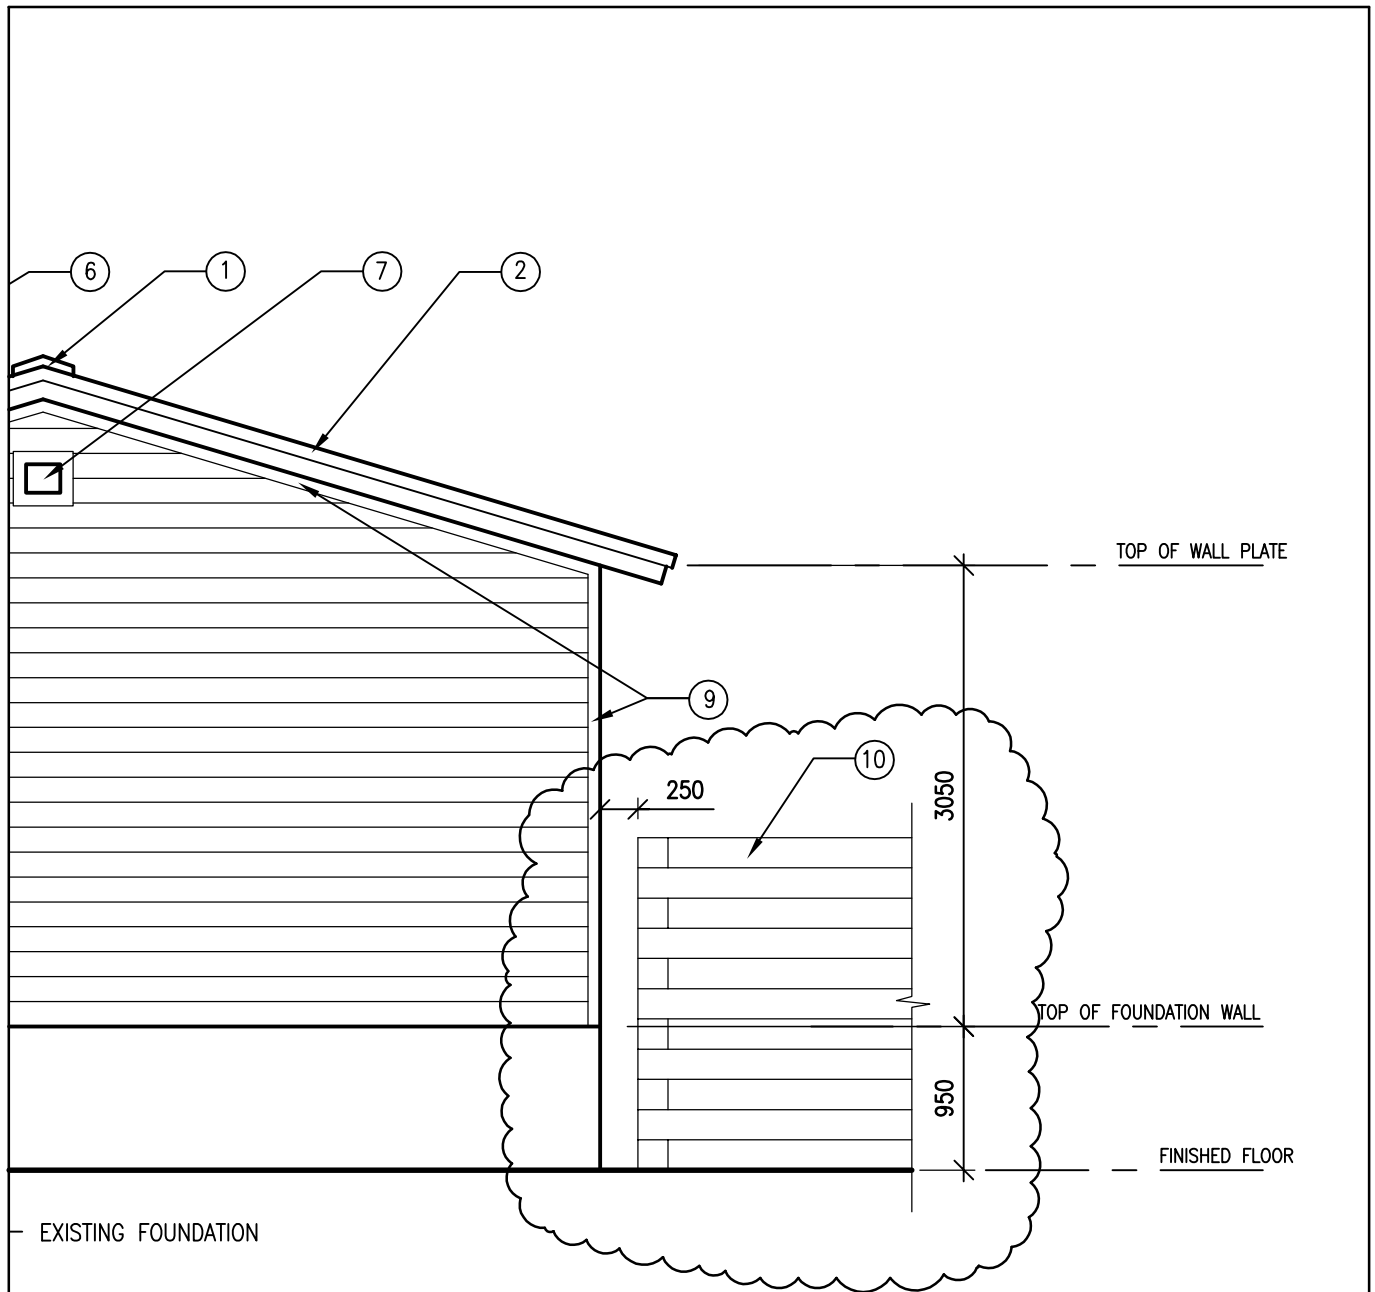 6
1
7
2
TOP OF WALL PLATE
9
10
250
3050
TOP OF FOUNDATION WALL
950
FINISHED FLOOR
EXISTING FOUNDATION